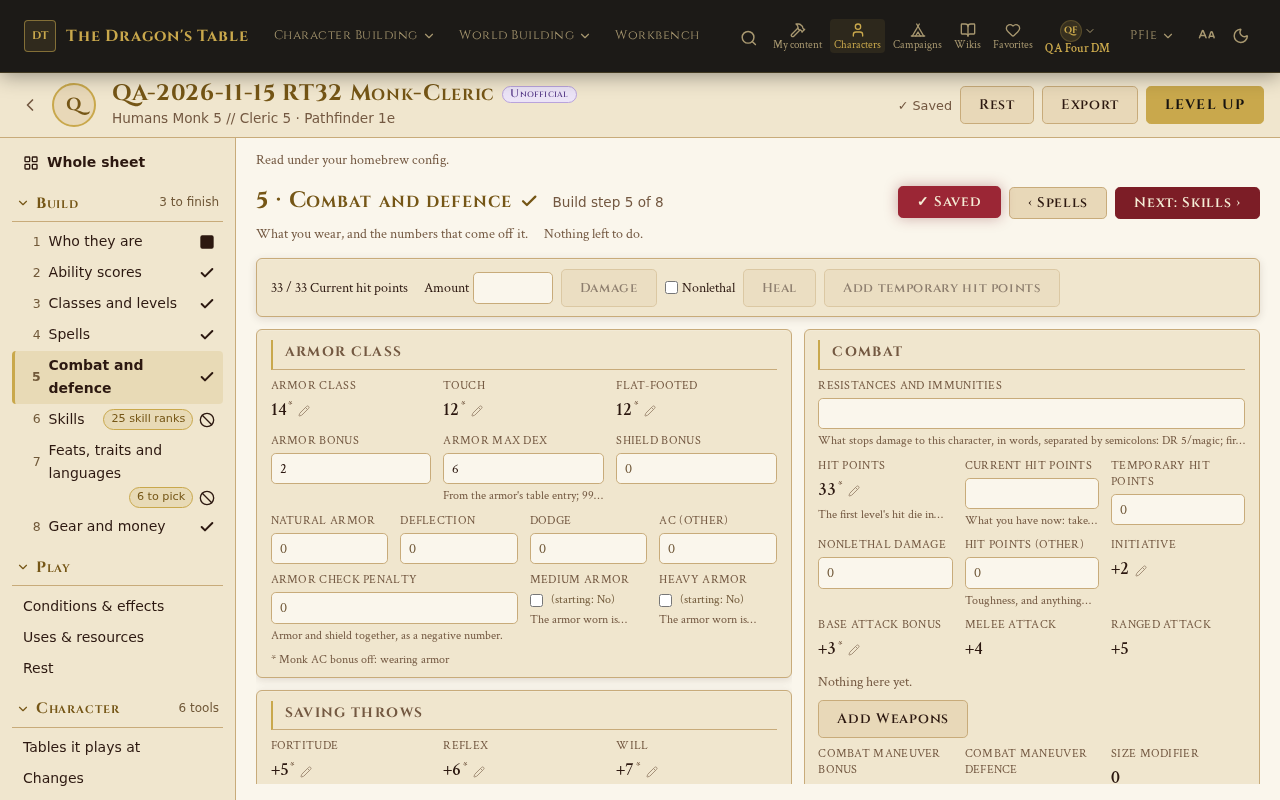 DT The Dragon's Table Character Building World Building Workbench My content Characters Campaigns Wikis Favorites QF QA Four DM PF1e AA
Q QA-2026-11-15 RT32 Monk-Cleric Unofficial
Humans Monk 5 // Cleric 5 · Pathfinder 1e
✓ Saved Rest Export Level Up
Whole sheet
Build 3 to finish
1 Who they are
2 Ability scores
3 Classes and levels
4 Spells
5 Combat and
defence
6 Skills 25 skill ranks
7 Feats, traits and
languages
6 to pick
8 Gear and money
Play
Conditions & effects
Uses & resources
Rest
Character 6 tools
Tables it plays at
Changes
Read under your homebrew config.
5 · Combat and defence Build step 5 of 8 ✓ Saved ‹ Spells Next: Skills ›
What you wear, and the numbers that come off it. Nothing left to do.
33 / 33 Current hit points Amount Damage Nonlethal Heal Add temporary hit points
Armor Class
ARMOR CLASS TOUCH FLAT-FOOTED
14* 12* 12*
ARMOR BONUS ARMOR MAX DEX SHIELD BONUS
2 6 0
From the armor's table entry; 99…
NATURAL ARMOR DEFLECTION DODGE AC (OTHER)
0 0 0 0
ARMOR CHECK PENALTY MEDIUM ARMOR HEAVY ARMOR
0 (starting: No) (starting: No)
The armor worn is… The armor worn is…
Armor and shield together, as a negative number.
* Monk AC bonus off: wearing armor
Saving Throws
FORTITUDE REFLEX WILL
+5* +6* +7*
Combat
RESISTANCES AND IMMUNITIES
What stops damage to this character, in words, separated by semicolons: DR 5/magic; fir…
HIT POINTS CURRENT HIT POINTS TEMPORARY HIT
POINTS
33* 0
The first level's hit die in… What you have now: take…
NONLETHAL DAMAGE HIT POINTS (OTHER) INITIATIVE
0 0 +2
Toughness, and anything…
BASE ATTACK BONUS MELEE ATTACK RANGED ATTACK
+3* +4 +5
Nothing here yet.
Add Weapons
COMBAT MANEUVER COMBAT MANEUVER SIZE MODIFIER
BONUS DEFENCE
0